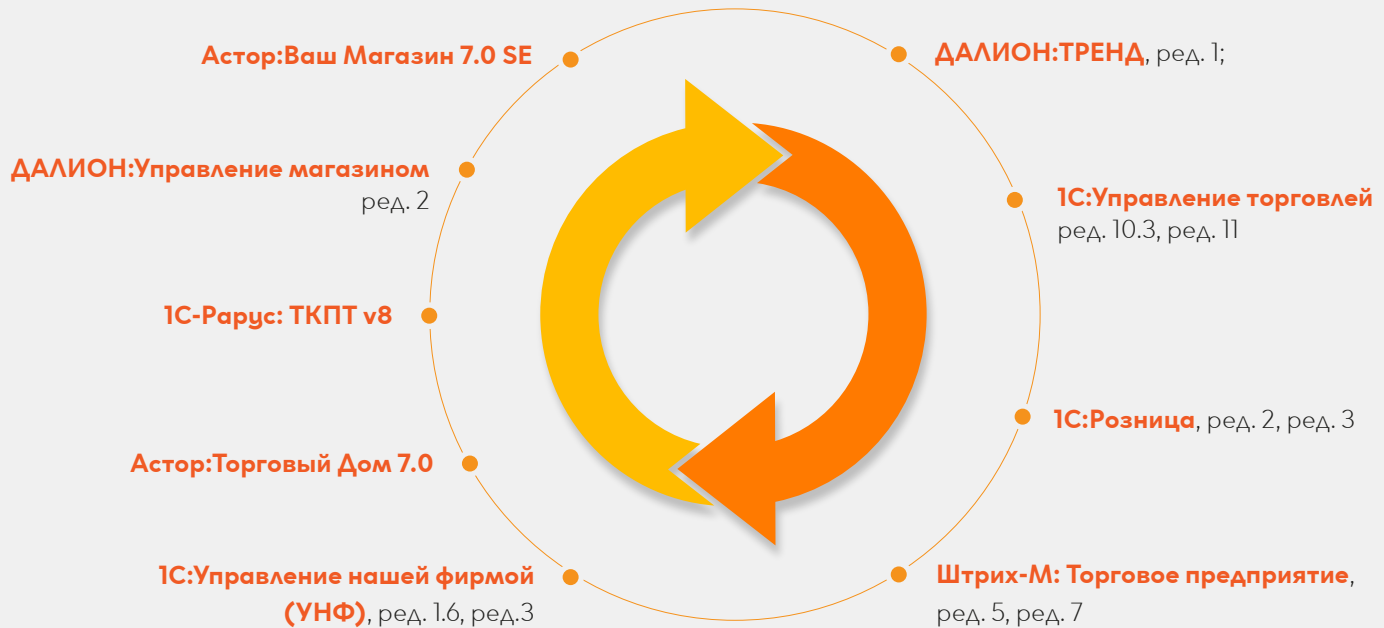 Астор:Ваш Магазин 7.0 SE
ДАЛИОН:ТРЕНД, ред. 1;
ДАЛИОН:Управление магазином
ред. 2
1С:Управление торговлей
ред. 10.3, ред. 11
1С-Рарус: ТКПТ v8
1С:Розница, ред. 2, ред. 3
Астор:Торговый Дом 7.0
1С:Управление нашей фирмой
(УНФ), ред. 1.6, ред.3
Штрих-М: Торговое предприятие,
ред. 5, ред. 7